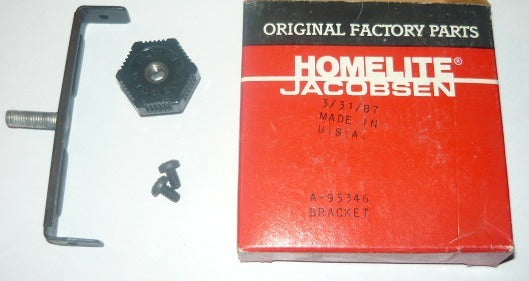 ORIGINAL FACTORY PARTS
HOMELITE®
JACOBSEN
3/31/87
MADE IN
U.S.A.
A-95346
BRACKET